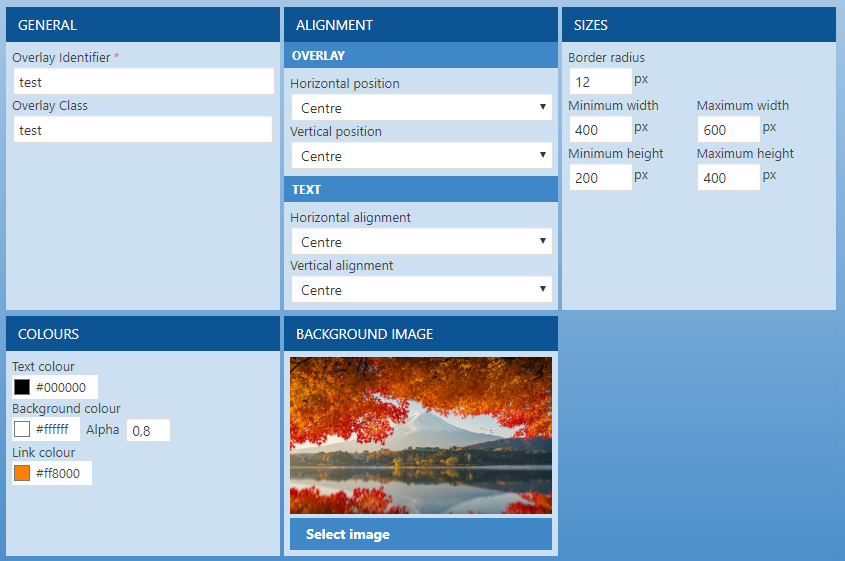 GENERAL
Overlay Identifier *
test
Overlay Class
test
ALIGNMENT
OVERLAY
Horizontal position
Centre
Vertical position
Centre
TEXT
Horizontal alignment
Centre
Vertical alignment
Centre
SIZES
Border radius
12 px
Minimum width Maximum width
400 px 600 px
Minimum height Maximum height
200 px 400 px
COLOURS
Text colour
#000000
Background colour
#ffffff Alpha 0,8
Link colour
#ff8000
BACKGROUND IMAGE
Select image